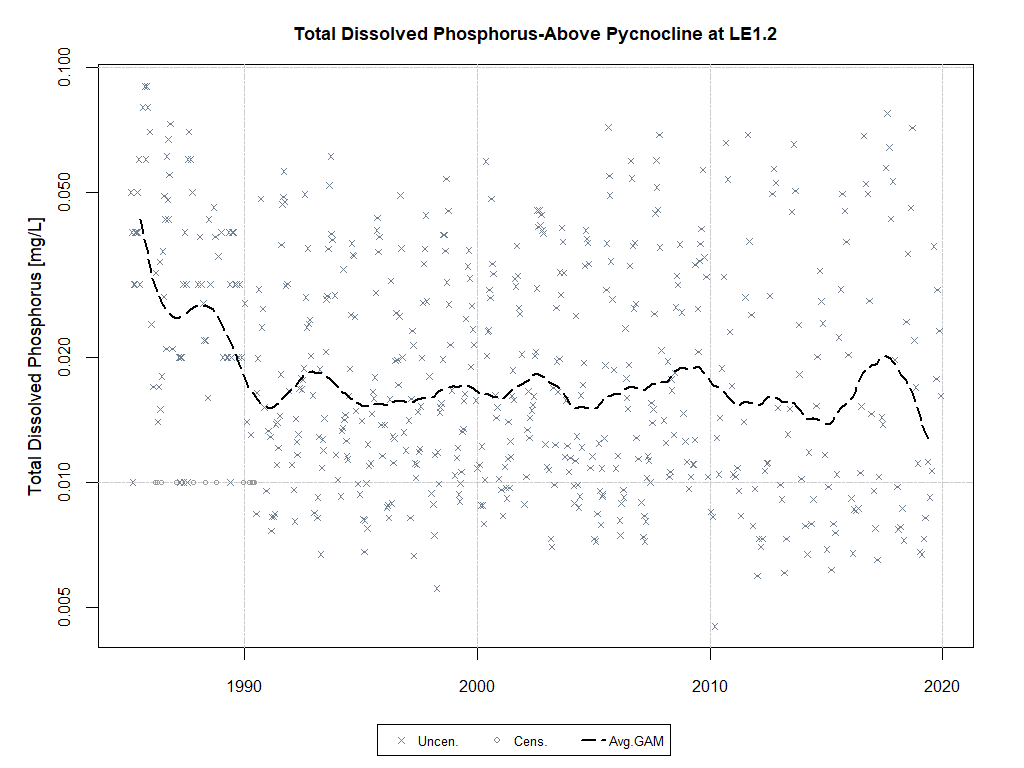 Total Dissolved Phosphorus-Above Pycnocline at LE1.2
Total Dissolved Phosphorus [mg/L]
0.100
0.050
0.020
0.010
0.005
1990 2000 2010 2020
Uncen. Cens. Avg.GAM